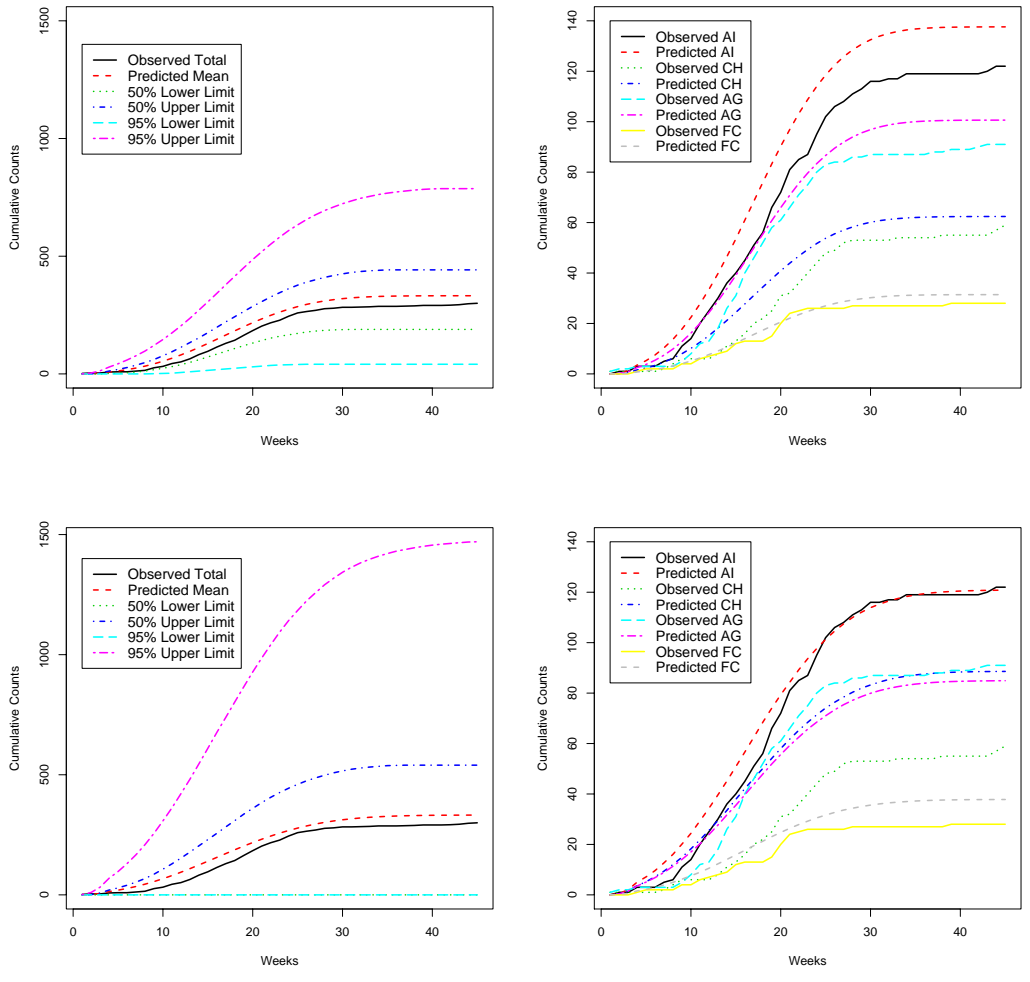 1500
1000
500
0
Cumulative Counts
Observed Total
Predicted Mean
50% Lower Limit
50% Upper Limit
95% Lower Limit
95% Upper Limit
0 10 20 30 40
Weeks
140
120
100
80
60
40
20
0
Cumulative Counts
Observed AI
Predicted AI
Observed CH
Predicted CH
Observed AG
Predicted AG
Observed FC
Predicted FC
0 10 20 30 40
Weeks
1500
1000
500
0
Cumulative Counts
Observed Total
Predicted Mean
50% Lower Limit
50% Upper Limit
95% Lower Limit
95% Upper Limit
0 10 20 30 40
Weeks
140
120
100
80
60
40
20
0
Cumulative Counts
Observed AI
Predicted AI
Observed CH
Predicted CH
Observed AG
Predicted AG
Observed FC
Predicted FC
0 10 20 30 40
Weeks